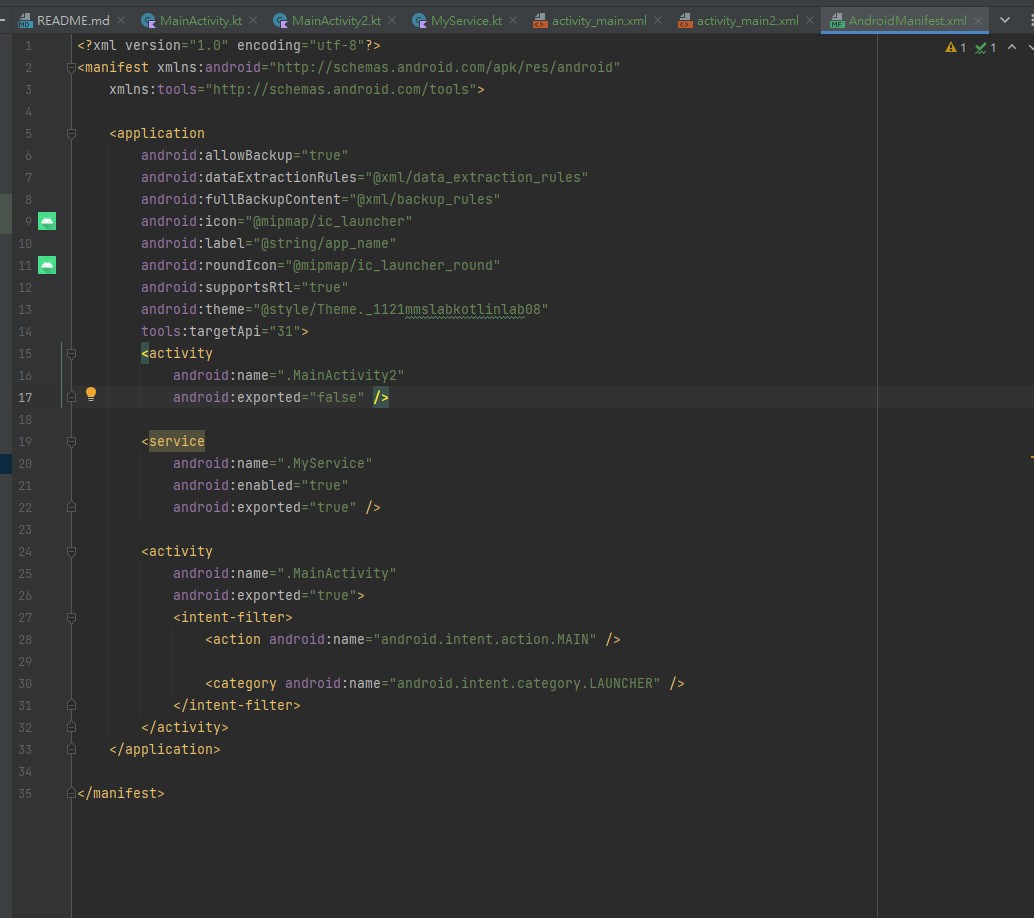 README.md MainActivity.kt MainActivity2.kt MyService.kt activity_main.xml activity_main2.xml AndroidManifest.xml
1 <?xml version="1.0" encoding="utf-8"?> 1 1
2 <manifest xmlns:android="http://schemas.android.com/apk/res/android"
3 xmlns:tools="http://schemas.android.com/tools">
4
5 <application
6 android:allowBackup="true"
7 android:dataExtractionRules="@xml/data_extraction_rules"
8 android:fullBackupContent="@xml/backup_rules"
9 android:icon="@mipmap/ic_launcher"
10 android:label="@string/app_name"
11 android:roundIcon="@mipmap/ic_launcher_round"
12 android:supportsRtl="true"
13 android:theme="@style/Theme._1121mmslabkotlinlab08"
14 tools:targetApi="31">
15 <activity
16 android:name=".MainActivity2"
17 android:exported="false" />
18
19 <service
20 android:name=".MyService"
21 android:enabled="true"
22 android:exported="true" />
23
24 <activity
25 android:name=".MainActivity"
26 android:exported="true">
27 <intent-filter>
28 <action android:name="android.intent.action.MAIN" />
29
30 <category android:name="android.intent.category.LAUNCHER" />
31 </intent-filter>
32 </activity>
33 </application>
34
35 </manifest>